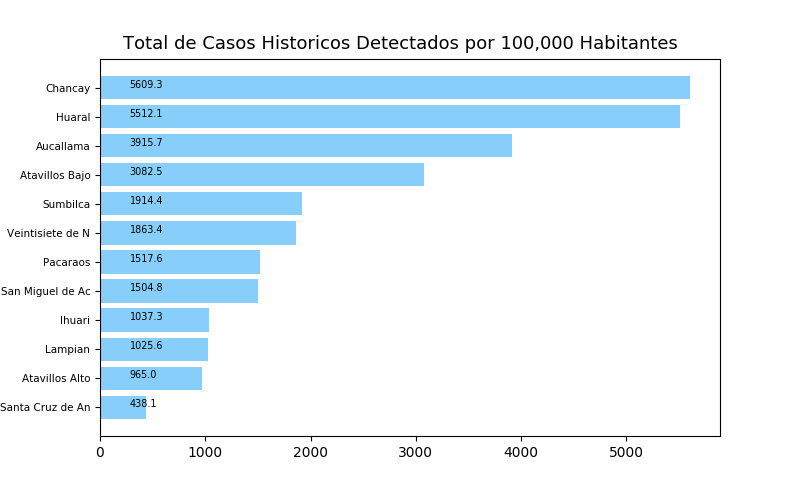 Total de Casos Historicos Detectados por 100,000 Habitantes
Chancay 5609.3
Huaral 5512.1
Aucallama 3915.7
Atavillos Bajo 3082.5
Sumbilca 1914.4
Veintisiete de N 1863.4
Pacaraos 1517.6
San Miguel de Ac 1504.8
Ihuari 1037.3
Lampian 1025.6
Atavillos Alto 965.0
Santa Cruz de An 438.1
0 1000 2000 3000 4000 5000